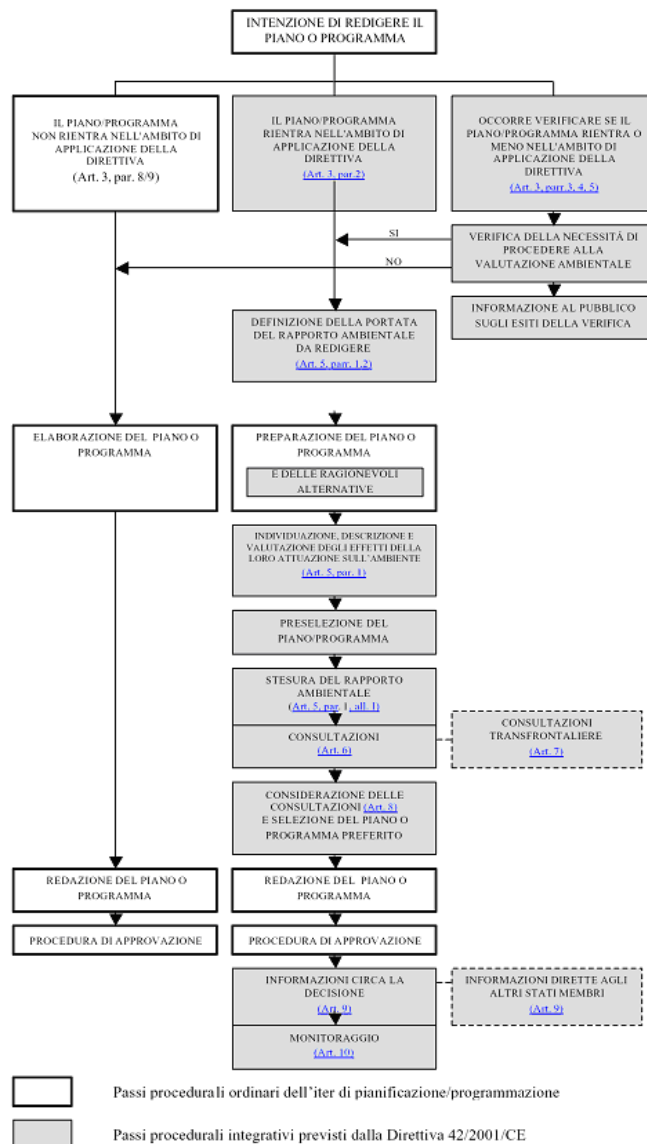 INTENZIONE DI REDIGERE IL
PIANO O PROGRAMMA
IL PIANO/PROGRAMMA
NON RIENTRA NELL'AMBITO DI
APPLICAZIONE DELLA
DIRETTIVA
(Art. 3, par. 8/9)
IL PIANO/PROGRAMMA
RIENTRA NELL'AMBITO DI
APPLICAZIONE DELLA
DIRETTIVA
(Art. 3, par.2)
OCCORRE VERIFICARE SE IL
PIANO/PROGRAMMA RIENTRA O
MENO NELL'AMBITO DI
APPLICAZIONE DELLA
DIRETTIVA
(Art. 3, parr.3, 4, 5)
SI
NO
VERIFICA DELLA NECESSITÁ DI
PROCEDERE ALLA
VALUTAZIONE AMBIENTALE
INFORMAZIONE AL PUBBLICO
SUGLI ESITI DELLA VERIFICA
DEFINIZIONE DELLA PORTATA
DEL RAPPORTO AMBIENTALE
DA REDIGERE
(Art. 5, parr. 1,2)
ELABORAZIONE DEL PIANO O
PROGRAMMA
PREPARAZIONE DEL PIANO O
PROGRAMMA
E DELLE RAGIONEVOLI
ALTERNATIVE
INDIVIDUAZIONE, DESCRIZIONE E
VALUTAZIONE DEGLI EFFETTI DELLA
LORO ATTUAZIONE SULL'AMBIENTE
(Art. 5, par. 1)
PRESELEZIONE DEL
PIANO/PROGRAMMA
STESURA DEL RAPPORTO
AMBIENTALE
(Art. 5, par. 1, all. I)
CONSULTAZIONI
(Art. 6)
CONSULTAZIONI
TRANSFRONTALIERE
(Art. 7)
CONSIDERAZIONE DELLE
CONSULTAZIONI (Art. 8)
E SELEZIONE DEL PIANO O
PROGRAMMA PREFERITO
REDAZIONE DEL PIANO O
PROGRAMMA
REDAZIONE DEL PIANO O
PROGRAMMA
PROCEDURA DI APPROVAZIONE
PROCEDURA DI APPROVAZIONE
INFORMAZIONI CIRCA LA
DECISIONE
(Art. 9)
INFORMAZIONI DIRETTE AGLI
ALTRI STATI MEMBRI
(Art. 9)
MONITORAGGIO
(Art. 10)
Passi procedurali ordinari dell'iter di pianificazione/programmazione
Passi procedurali integrativi previsti dalla Direttiva 42/2001/CE